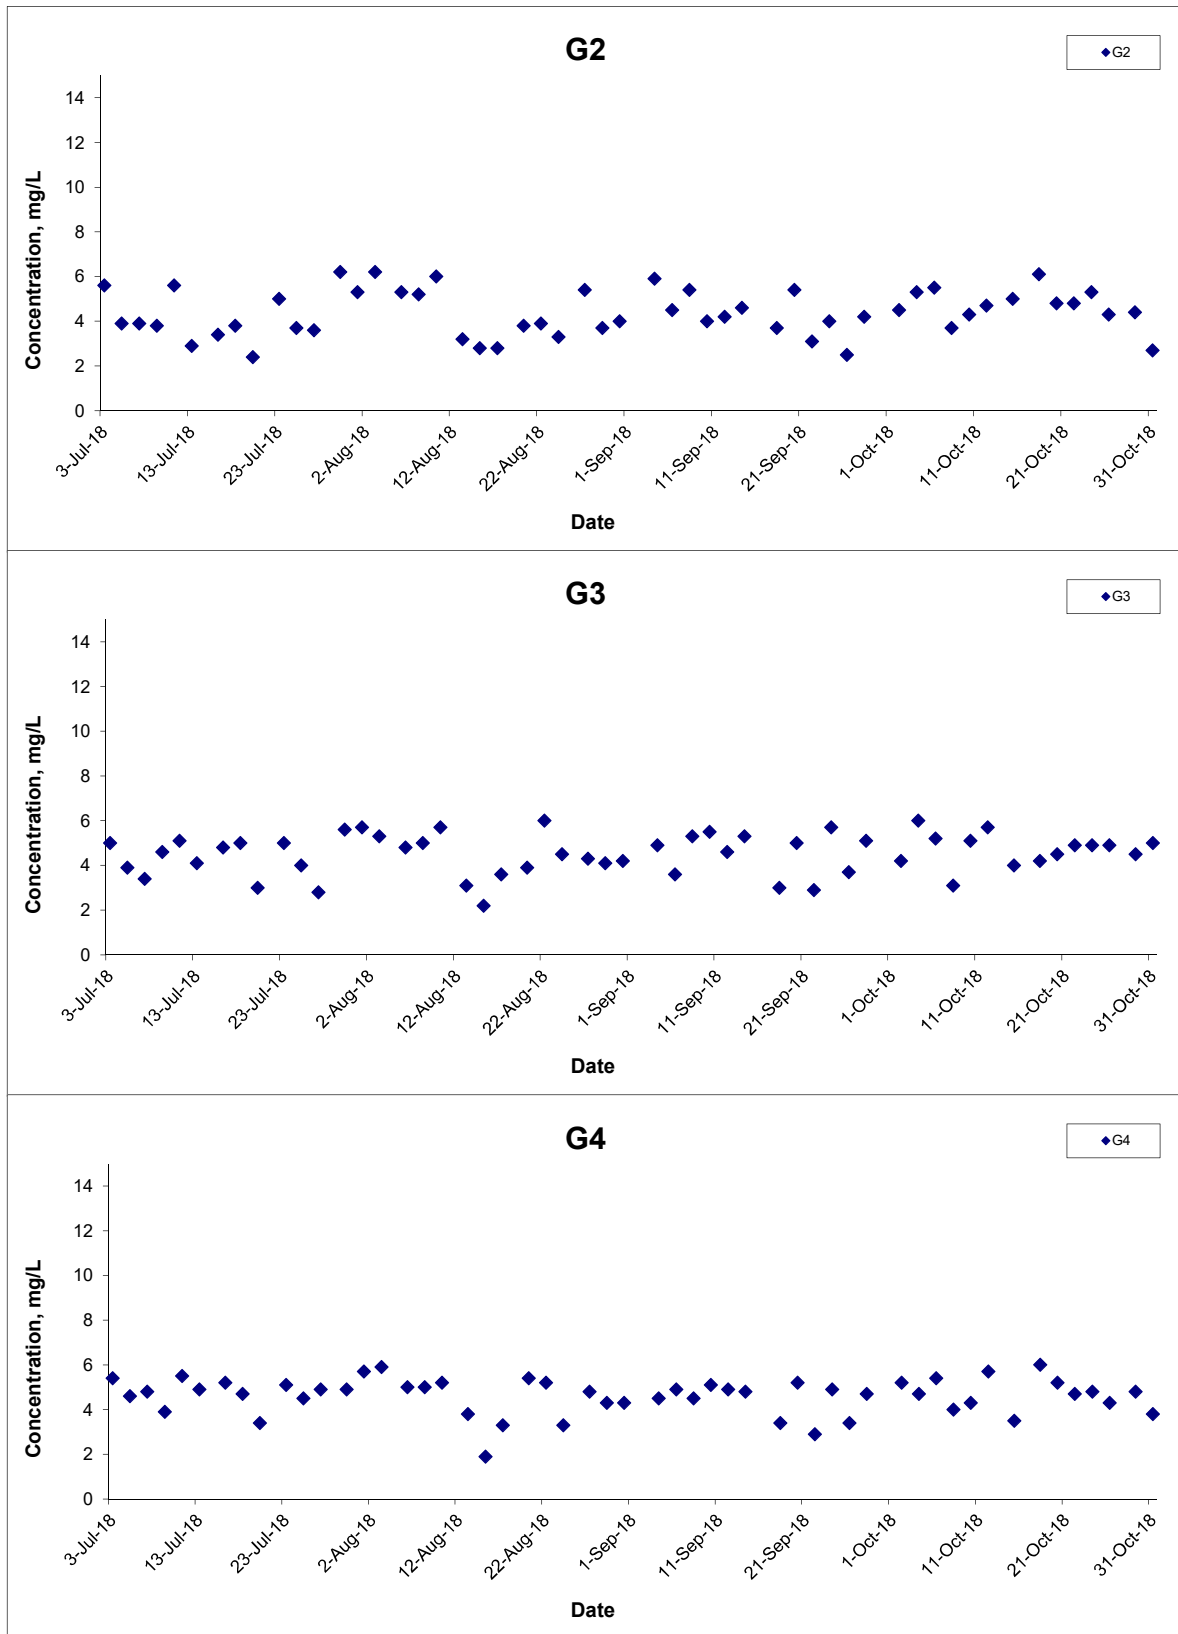 G2
G2
14
12
10
8
6
4
2
0
Concentration, mg/L
3-Jul-18
13-Jul-18
23-Jul-18
2-Aug-18
12-Aug-18
22-Aug-18
1-Sep-18
11-Sep-18
21-Sep-18
1-Oct-18
11-Oct-18
21-Oct-18
31-Oct-18
Date
G3
G3
14
12
10
8
6
4
2
0
Concentration, mg/L
3-Jul-18
13-Jul-18
23-Jul-18
2-Aug-18
12-Aug-18
22-Aug-18
1-Sep-18
11-Sep-18
21-Sep-18
1-Oct-18
11-Oct-18
21-Oct-18
31-Oct-18
Date
G4
G4
14
12
10
8
6
4
2
0
Concentration, mg/L
3-Jul-18
13-Jul-18
23-Jul-18
2-Aug-18
12-Aug-18
22-Aug-18
1-Sep-18
11-Sep-18
21-Sep-18
1-Oct-18
11-Oct-18
21-Oct-18
31-Oct-18
Date